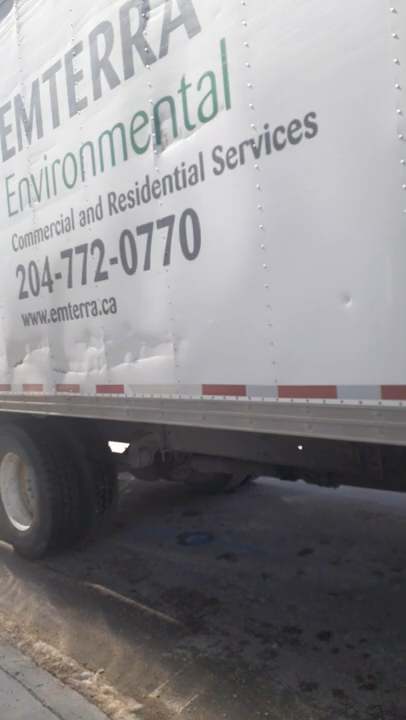 EMTERRA
Environmental
Commercial and Residential Services
204-772-0770
www.emterra.ca